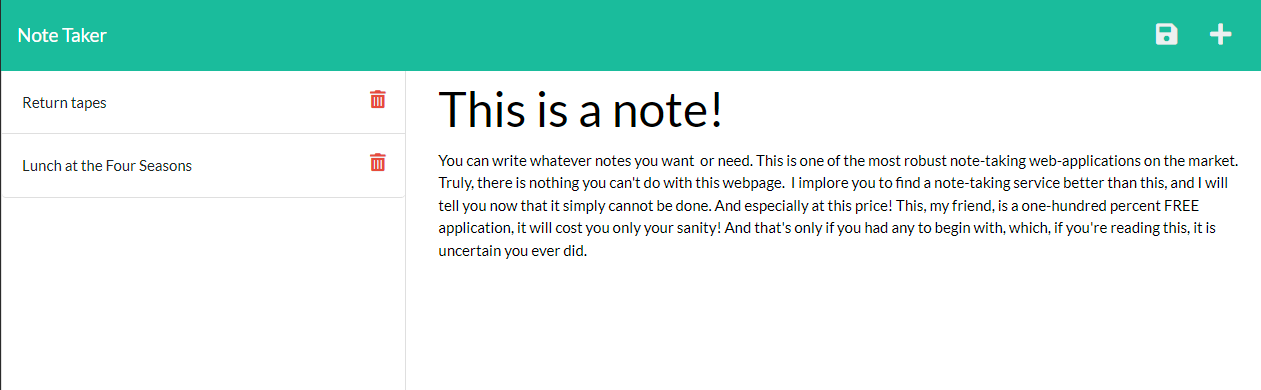 Note Taker
Return tapes
Lunch at the Four Seasons
This is a note!
You can write whatever notes you want  or need. This is one of the most robust note-taking web-applications on the market.
Truly, there is nothing you can't do with this webpage.  I implore you to find a note-taking service better than this, and I will
tell you now that it simply cannot be done. And especially at this price! This, my friend, is a one-hundred percent FREE
application, it will cost you only your sanity! And that's only if you had any to begin with, which, if you're reading this, it is
uncertain you ever did.